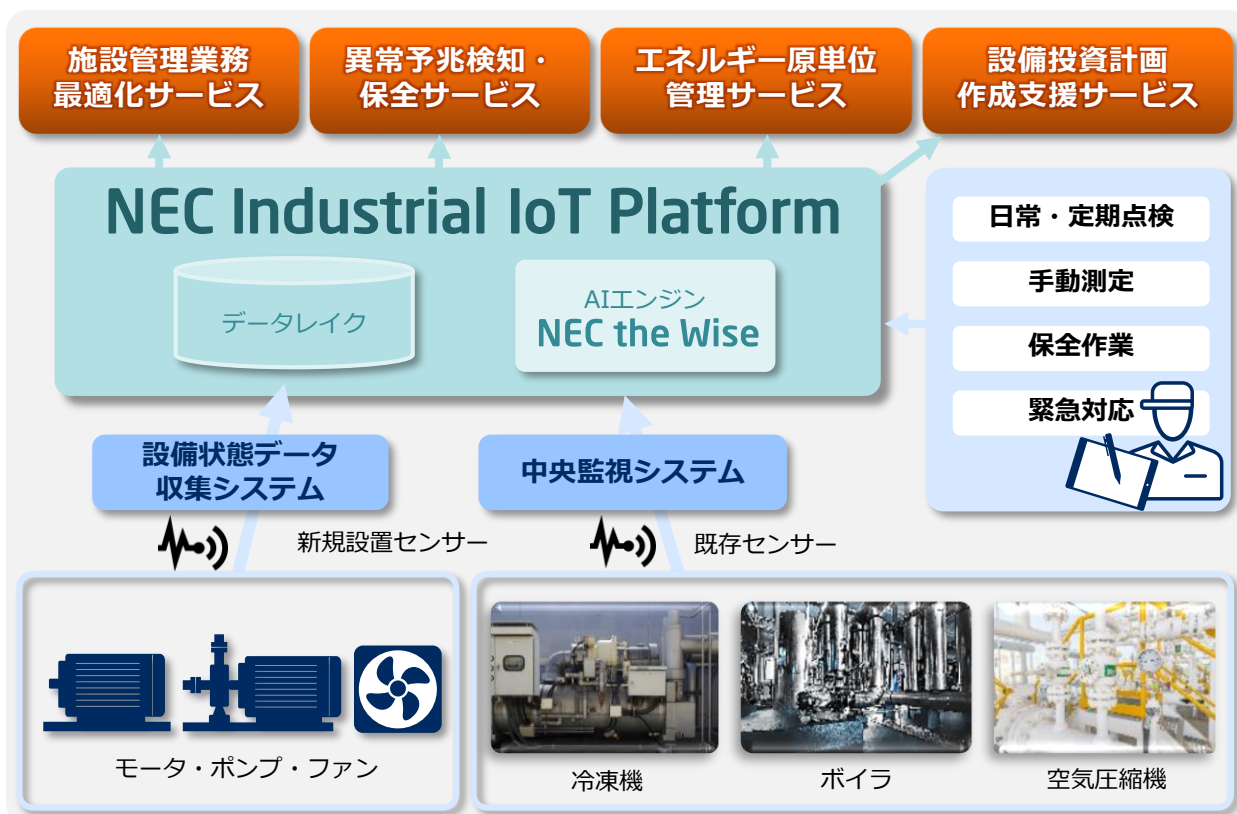 施設管理業務
最適化サービス
異常予兆検知・
保全サービス
エネルギー原単位
管理サービス
設備投資計画
作成支援サービス
NEC Industrial IoT Platform
データレイク
AIエンジン
NEC the Wise
日常・定期点検
手動測定
保全作業
緊急対応
設備状態データ
収集システム
中央監視システム
新規設置センサー
既存センサー
モータ・ポンプ・ファン
冷凍機
ボイラ
空気圧縮機